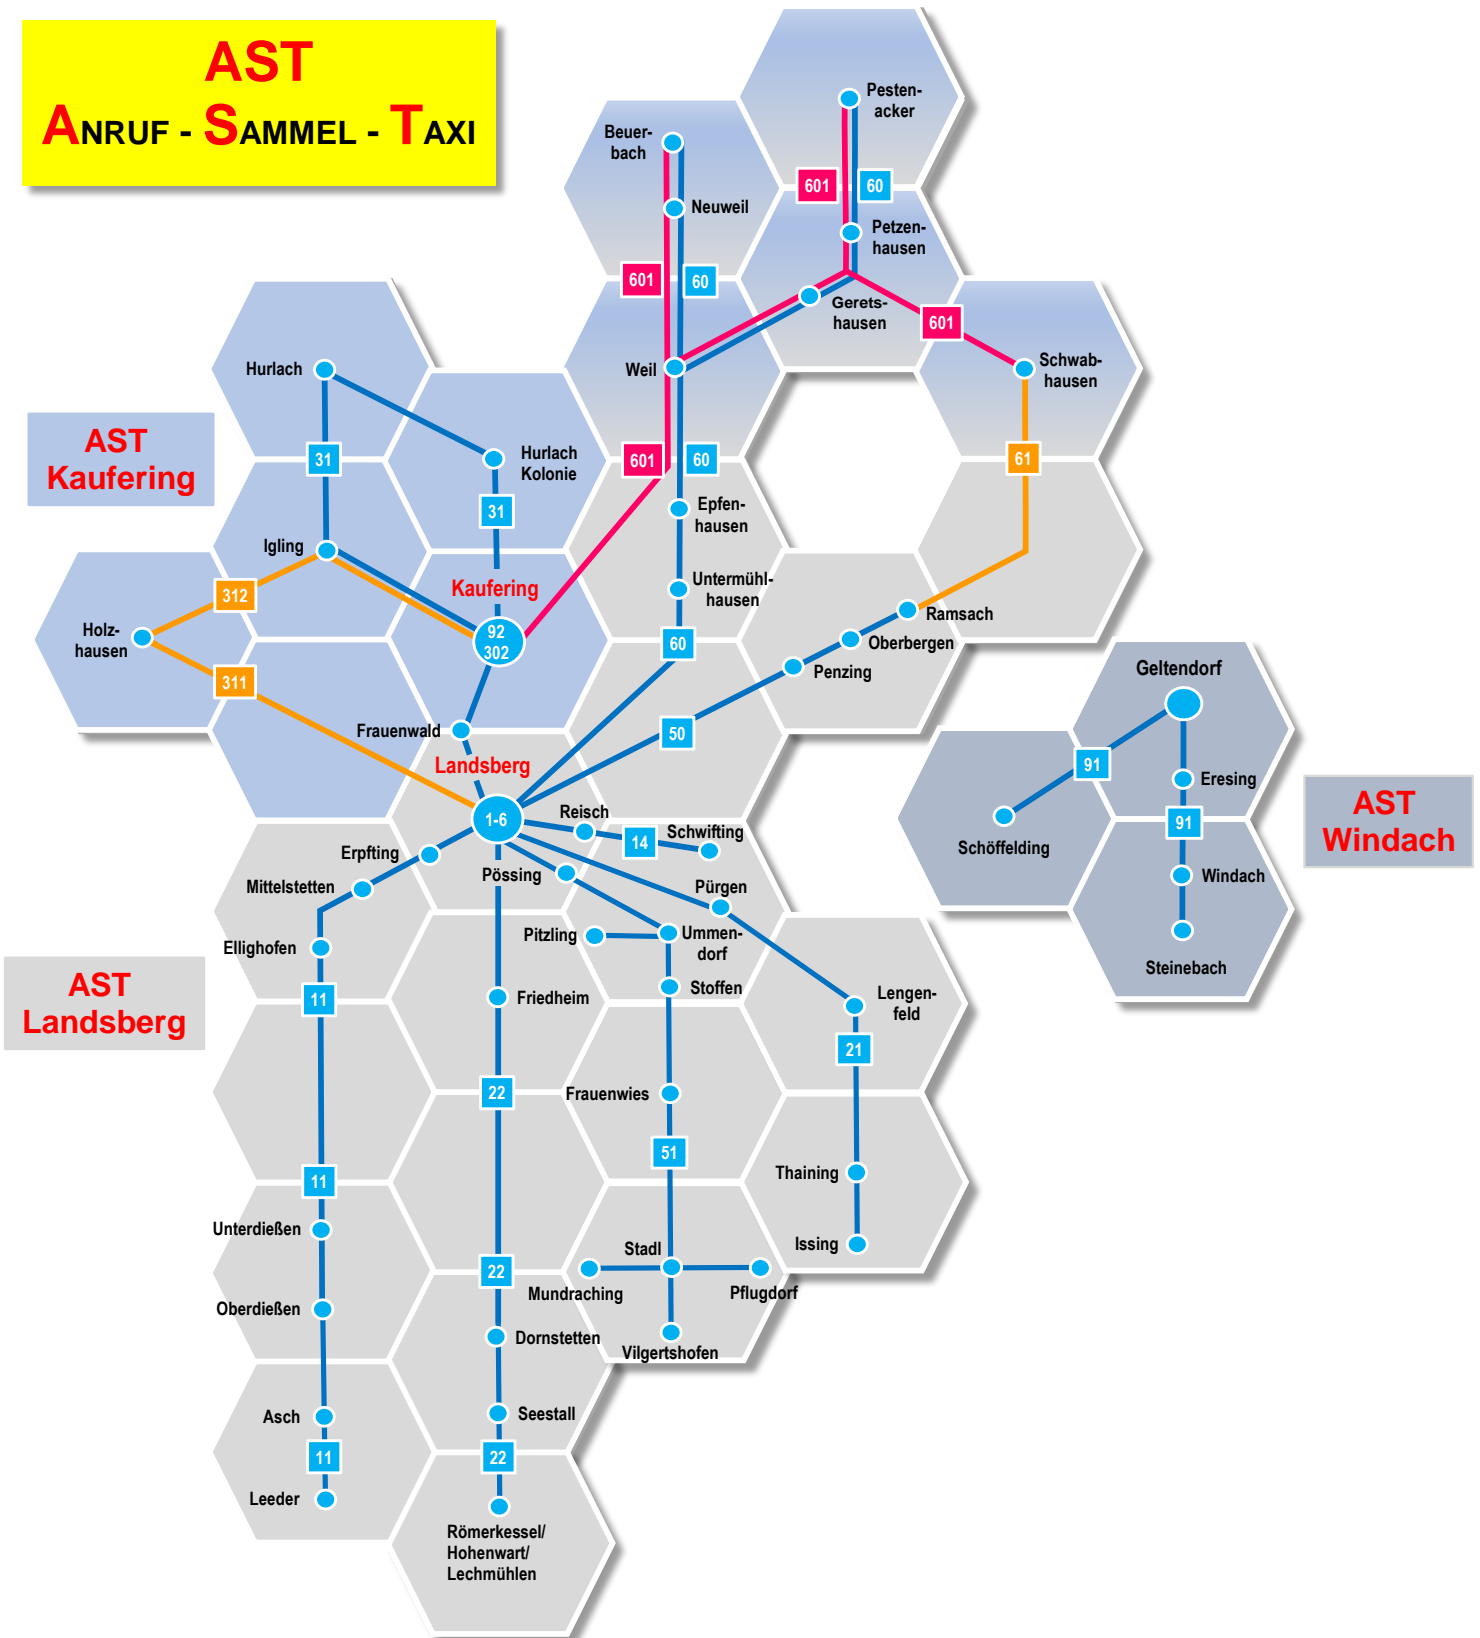 AST
ANRUF - SAMMEL - TAXI
Pesten-
acker
Beuer-
bach
601
60
Neuweil
Petzen-
hausen
601
60
Gerets-
hausen
601
Hurlach
Weil
Schwab-
hausen
AST
Kaufering
31
Hurlach
Kolonie
601
60
61
31
Epfen-
hausen
Igling
Kaufering
Untermühl-
hausen
312
Ramsach
Holz-
hausen
92
302
60
Oberbergen
Penzing
311
Geltendorf
Frauenwald
50
Landsberg
91
Eresing
AST
Windach
1-6
Reisch
14
Schwifting
91
Schöffelding
Erpfting
Pössing
Mittelstetten
Pürgen
Windach
Ellighofen
Pitzling
Ummen-
dorf
Steinebach
AST
Landsberg
11
Friedheim
Stoffen
Lengen-
feld
21
22
Frauenwies
51
11
Thaining
Unterdießen
Issing
Stadl
22
Mundraching
Pflugdorf
Oberdießen
Dornstetten
Vilgertshofen
Asch
Seestall
11
22
Leeder
Römerkessel/
Hohenwart/
Lechmühlen